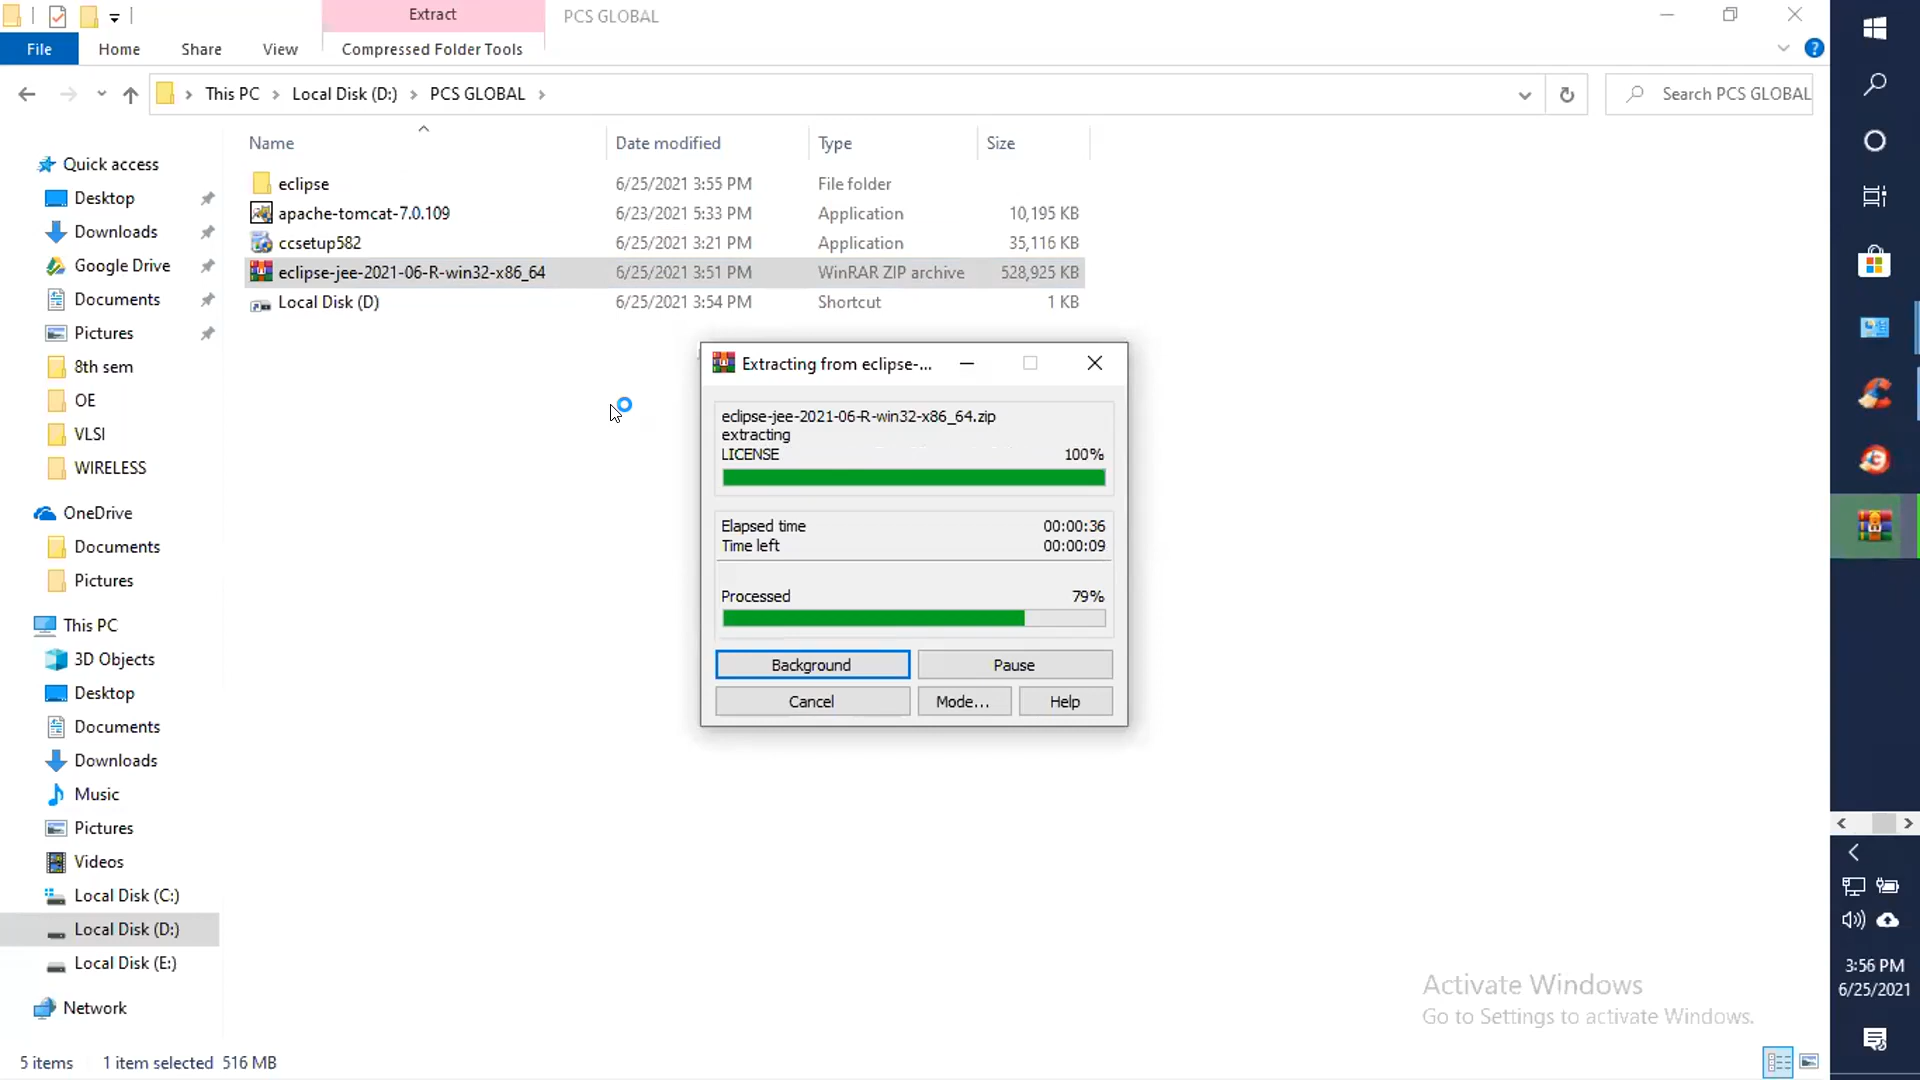 Extract
PCS GLOBAL
File
Home
Share
View
Compressed Folder Tools
This PC
Local Disk (D:)
PCS GLOBAL
Search PCS GLOBAL
Name
Date modified
Type
Size
eclipse 6/25/2021 3:55 PM File folder
apache-tomcat-7.0.109 6/23/2021 5:33 PM Application 10,195 KB
ccsetup582 6/25/2021 3:21 PM Application 35,116 KB
eclipse-jee-2021-06-R-win32-x86_64 6/25/2021 3:51 PM WinRAR ZIP archive 528,925 KB
Local Disk (D) 6/25/2021 3:54 PM Shortcut 1 KB
Quick access
Desktop
Downloads
Google Drive
Documents
Pictures
8th sem
OE
VLSI
WIRELESS
OneDrive
Documents
Pictures
This PC
3D Objects
Desktop
Documents
Downloads
Music
Pictures
Videos
Local Disk (C:)
Local Disk (D:)
Local Disk (E:)
Network
Extracting from eclipse-...
eclipse-jee-2021-06-R-win32-x86_64.zip
extracting
LICENSE 100%
Elapsed time 00:00:36
Time left 00:00:09
Processed 79%
Background
Pause
Cancel
Mode...
Help
Activate Windows
Go to Settings to activate Windows.
3:56 PM
6/25/2021
5 items
1 item selected 516 MB